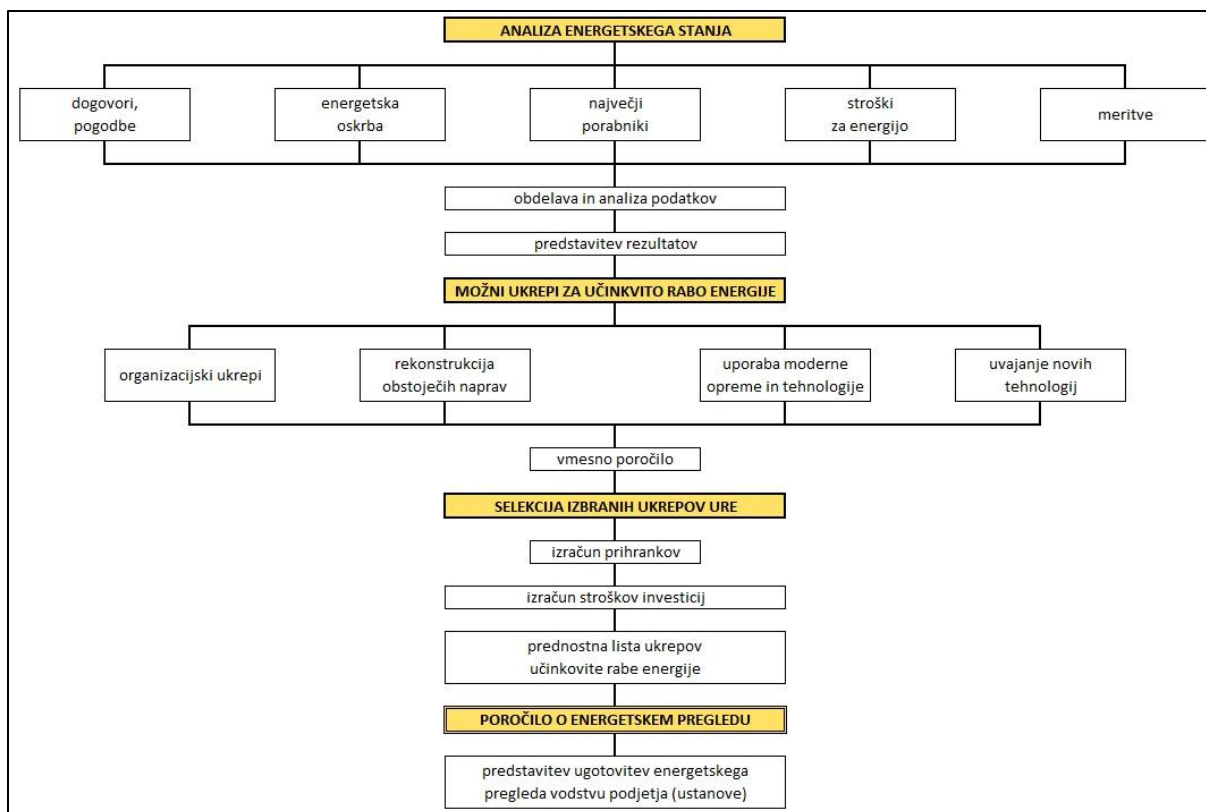 ANALIZA ENERGETSKEGA STANJA
dogovori,
pogodbe
energetska
oskrba
največji
porabniki
stroški
za energijo
meritve
obdelava in analiza podatkov
predstavitev rezultatov
MOŽNI UKREPI ZA UČINKVITO RABO ENERGIJE
organizacijski ukrepi
rekonstrukcija
obstoječih naprav
uporaba moderne
opreme in tehnologije
uvajanje novih
tehnologij
vmesno poročilo
SELEKCIJA IZBRANIH UKREPOV URE
izračun prihrankov
izračun stroškov investicij
prednostna lista ukrepov
učinkovite rabe energije
POROČILO O ENERGETSKEM PREGLEDU
predstavitev ugotovitev energetskega
pregleda vodstvu podjetja (ustanove)